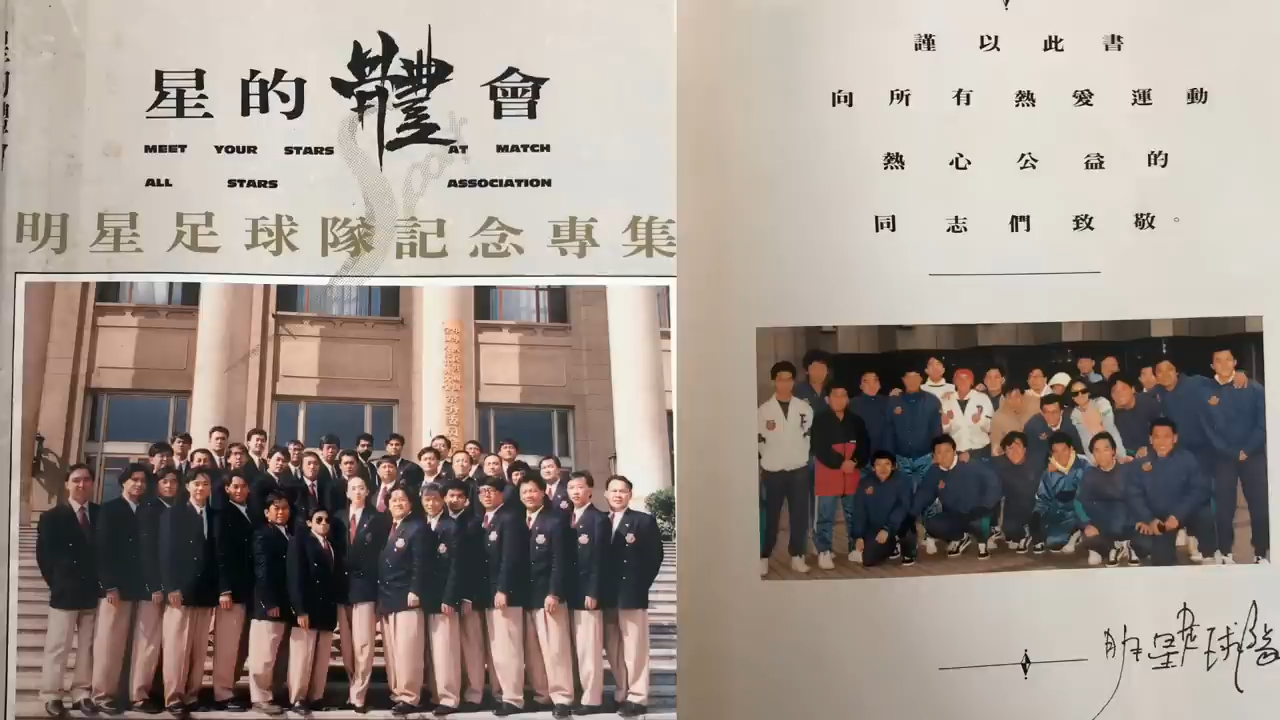 星的體會
MEET YOUR STARS AT MATCH
ALL STARS ASSOCIATION
明星足球隊記念專集
謹以此書
向所有熱愛運動
熱心公益的
同志們致敬。
明星足球隊